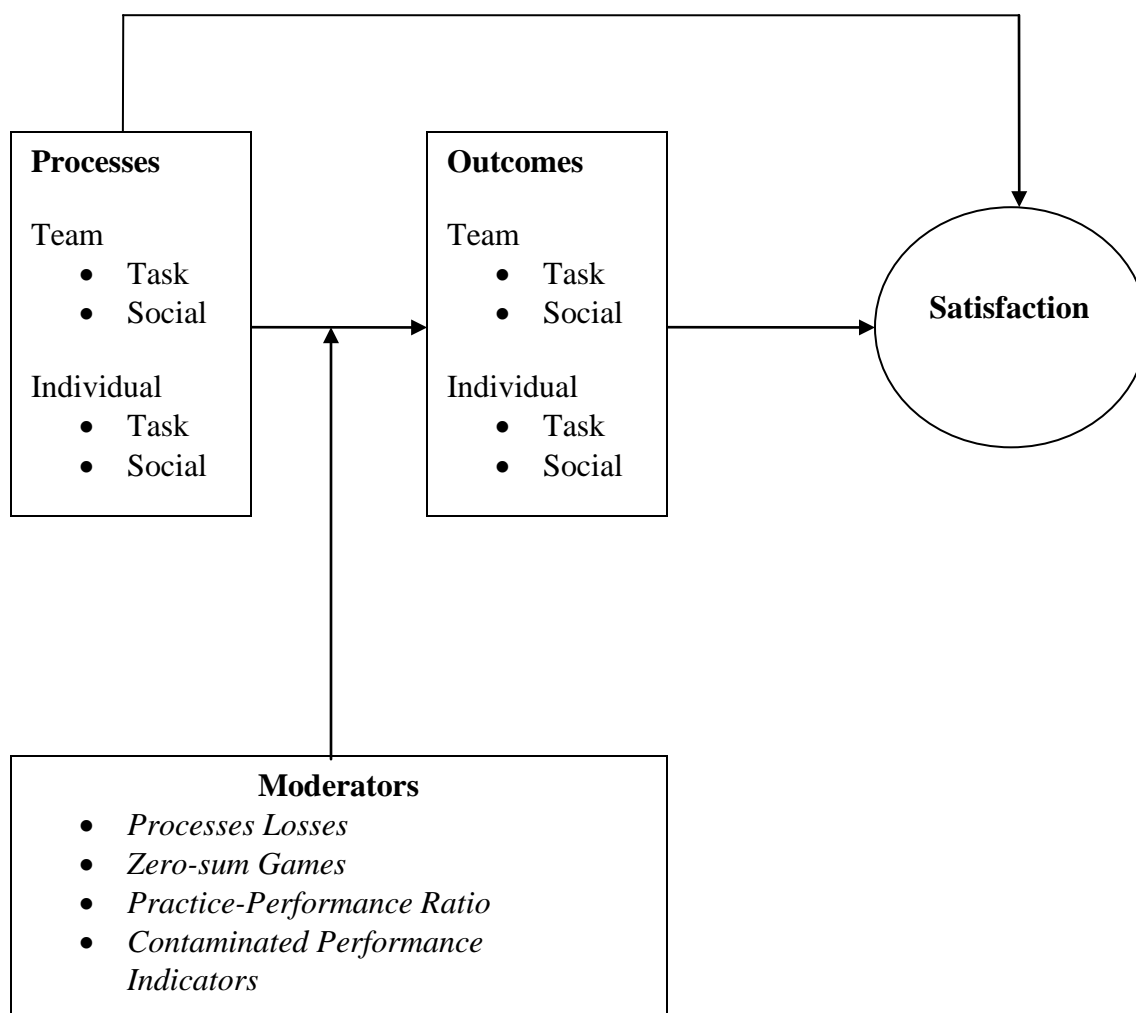 Processes
Team
• Task
• Social
Individual
• Task
• Social
Outcomes
Team
• Task
• Social
Individual
• Task
• Social
Satisfaction
Moderators
• Processes Losses
• Zero-sum Games
• Practice-Performance Ratio
• Contaminated Performance
Indicators